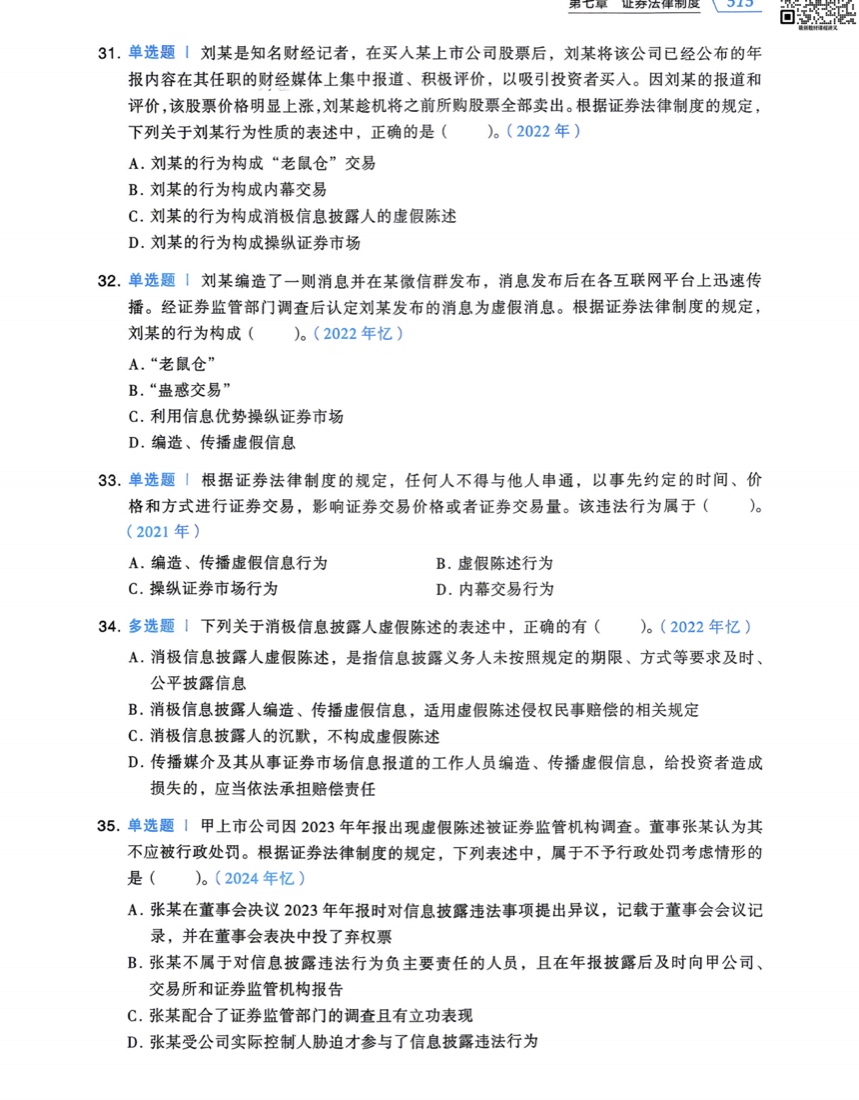 第七章 证券法律制度 515
31. 单选题 | 刘某是知名财经记者，在买入某上市公司股票后，刘某将该公司已经公布的年
报内容在其任职的财经媒体上集中报道、积极评价，以吸引投资者买入。因刘某的报道和
评价，该股票价格明显上涨，刘某趁机将之前所购股票全部卖出。根据证券法律制度的规定，
下列关于刘某行为性质的表述中，正确的是（　　）。（2022 年）
A. 刘某的行为构成“老鼠仓”交易
B. 刘某的行为构成内幕交易
C. 刘某的行为构成消极信息披露人的虚假陈述
D. 刘某的行为构成操纵证券市场
32. 单选题 | 刘某编造了一则消息并在某微信群发布，消息发布后在各互联网平台上迅速传
播。经证券监管部门调查后认定刘某发布的消息为虚假消息。根据证券法律制度的规定，
刘某的行为构成（　　）。（2022 年忆）
A. “老鼠仓”
B. “蛊惑交易”
C. 利用信息优势操纵证券市场
D. 编造、传播虚假信息
33. 单选题 | 根据证券法律制度的规定，任何人不得与他人串通，以事先约定的时间、价
格和方式进行证券交易，影响证券交易价格或者证券交易量。该违法行为属于（　　）。
（2021 年）
A. 编造、传播虚假信息行为 B. 虚假陈述行为
C. 操纵证券市场行为 D. 内幕交易行为
34. 多选题 | 下列关于消极信息披露人虚假陈述的表述中，正确的有（　　）。（2022 年忆）
A. 消极信息披露人虚假陈述，是指信息披露义务人未按照规定的期限、方式等要求及时、
公平披露信息
B. 消极信息披露人编造、传播虚假信息，适用虚假陈述侵权民事赔偿的相关规定
C. 消极信息披露人的沉默，不构成虚假陈述
D. 传播媒介及其从事证券市场信息报道的工作人员编造、传播虚假信息，给投资者造成
损失的，应当依法承担赔偿责任
35. 单选题 | 甲上市公司因 2023 年年报出现虚假陈述被证券监管机构调查。董事张某认为其
不应被行政处罚。根据证券法律制度的规定，下列表述中，属于不予行政处罚考虑情形的
是（　　）。（2024 年忆）
A. 张某在董事会决议 2023 年年报时对信息披露违法事项提出异议，记载于董事会会议记
录，并在董事会表决中投了弃权票
B. 张某不属于对信息披露违法行为负主要责任的人员，且在年报披露后及时向甲公司、
交易所和证券监管机构报告
C. 张某配合了证券监管部门的调查且有立功表现
D. 张某受公司实际控制人胁迫才参与了信息披露违法行为